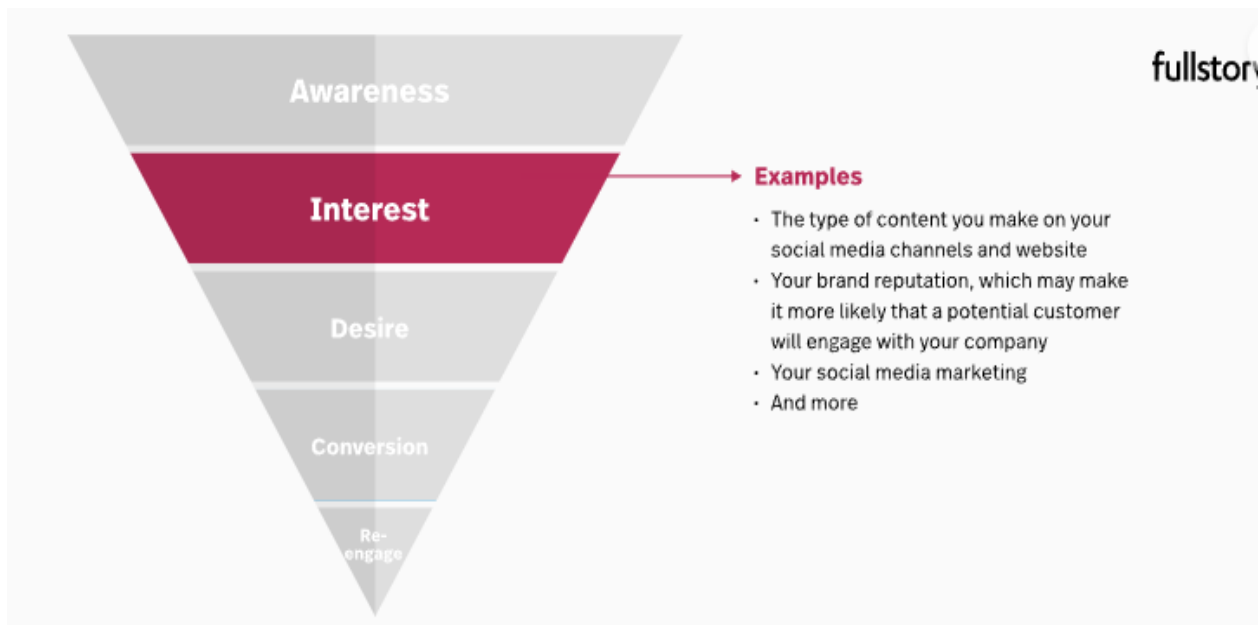 Awareness
Interest
Desire
Conversion
Re-
engage
fullstory
Examples
· The type of content you make on your
social media channels and website
· Your brand reputation, which may make
it more likely that a potential customer
will engage with your company
· Your social media marketing
· And more